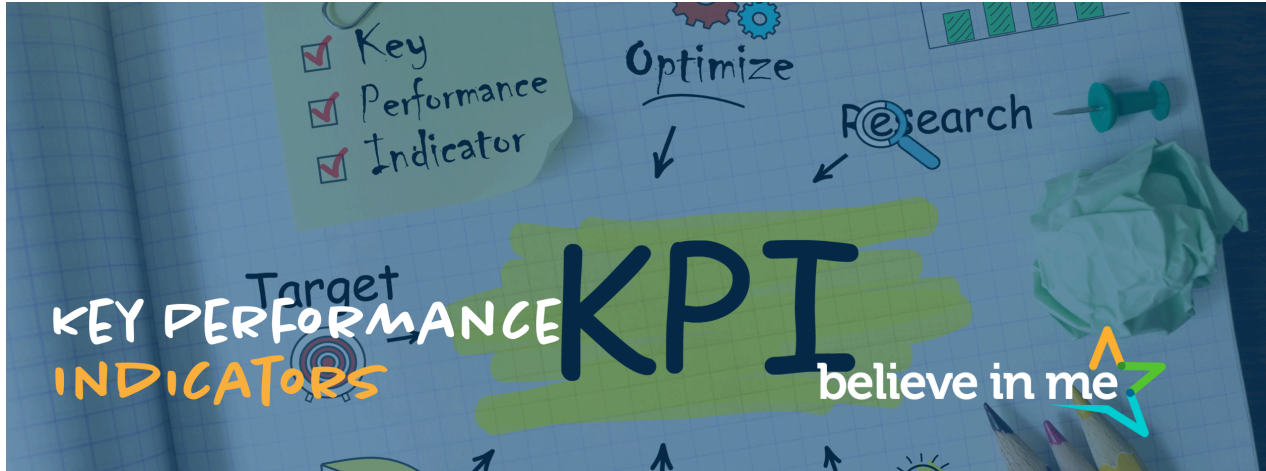 Key
Performance
Indicator
Optimize
Research
Target
KPI
KEY PERFORMANCE
INDICATORS
believe in me